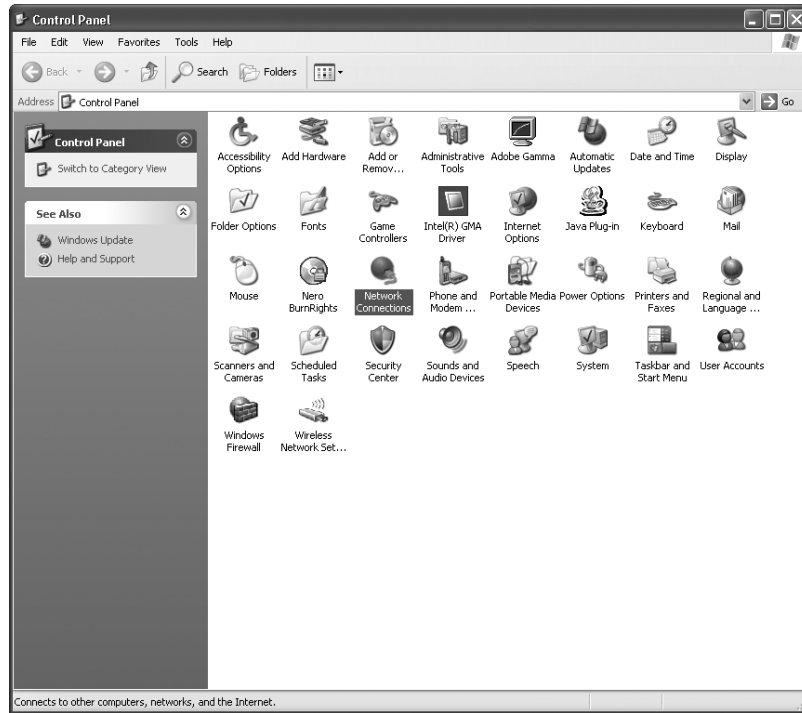 Control Panel
File Edit View Favorites Tools Help
Back Search Folders
Address Control Panel Go
Control Panel
Switch to Category View
See Also
Windows Update
Help and Support
Accessibility Options
Add Hardware
Add or Remov...
Administrative Tools
Adobe Gamma
Automatic Updates
Date and Time
Display
Folder Options
Fonts
Game Controllers
Intel(R) GMA Driver
Internet Options
Java Plug-in
Keyboard
Mail
Mouse
Nero BurnRights
Network Connections
Phone and Modem ...
Portable Media Devices
Power Options
Printers and Faxes
Regional and Language ...
Scanners and Cameras
Scheduled Tasks
Security Center
Sounds and Audio Devices
Speech
System
Taskbar and Start Menu
User Accounts
Windows Firewall
Wireless Network Set...
Connects to other computers, networks, and the Internet.